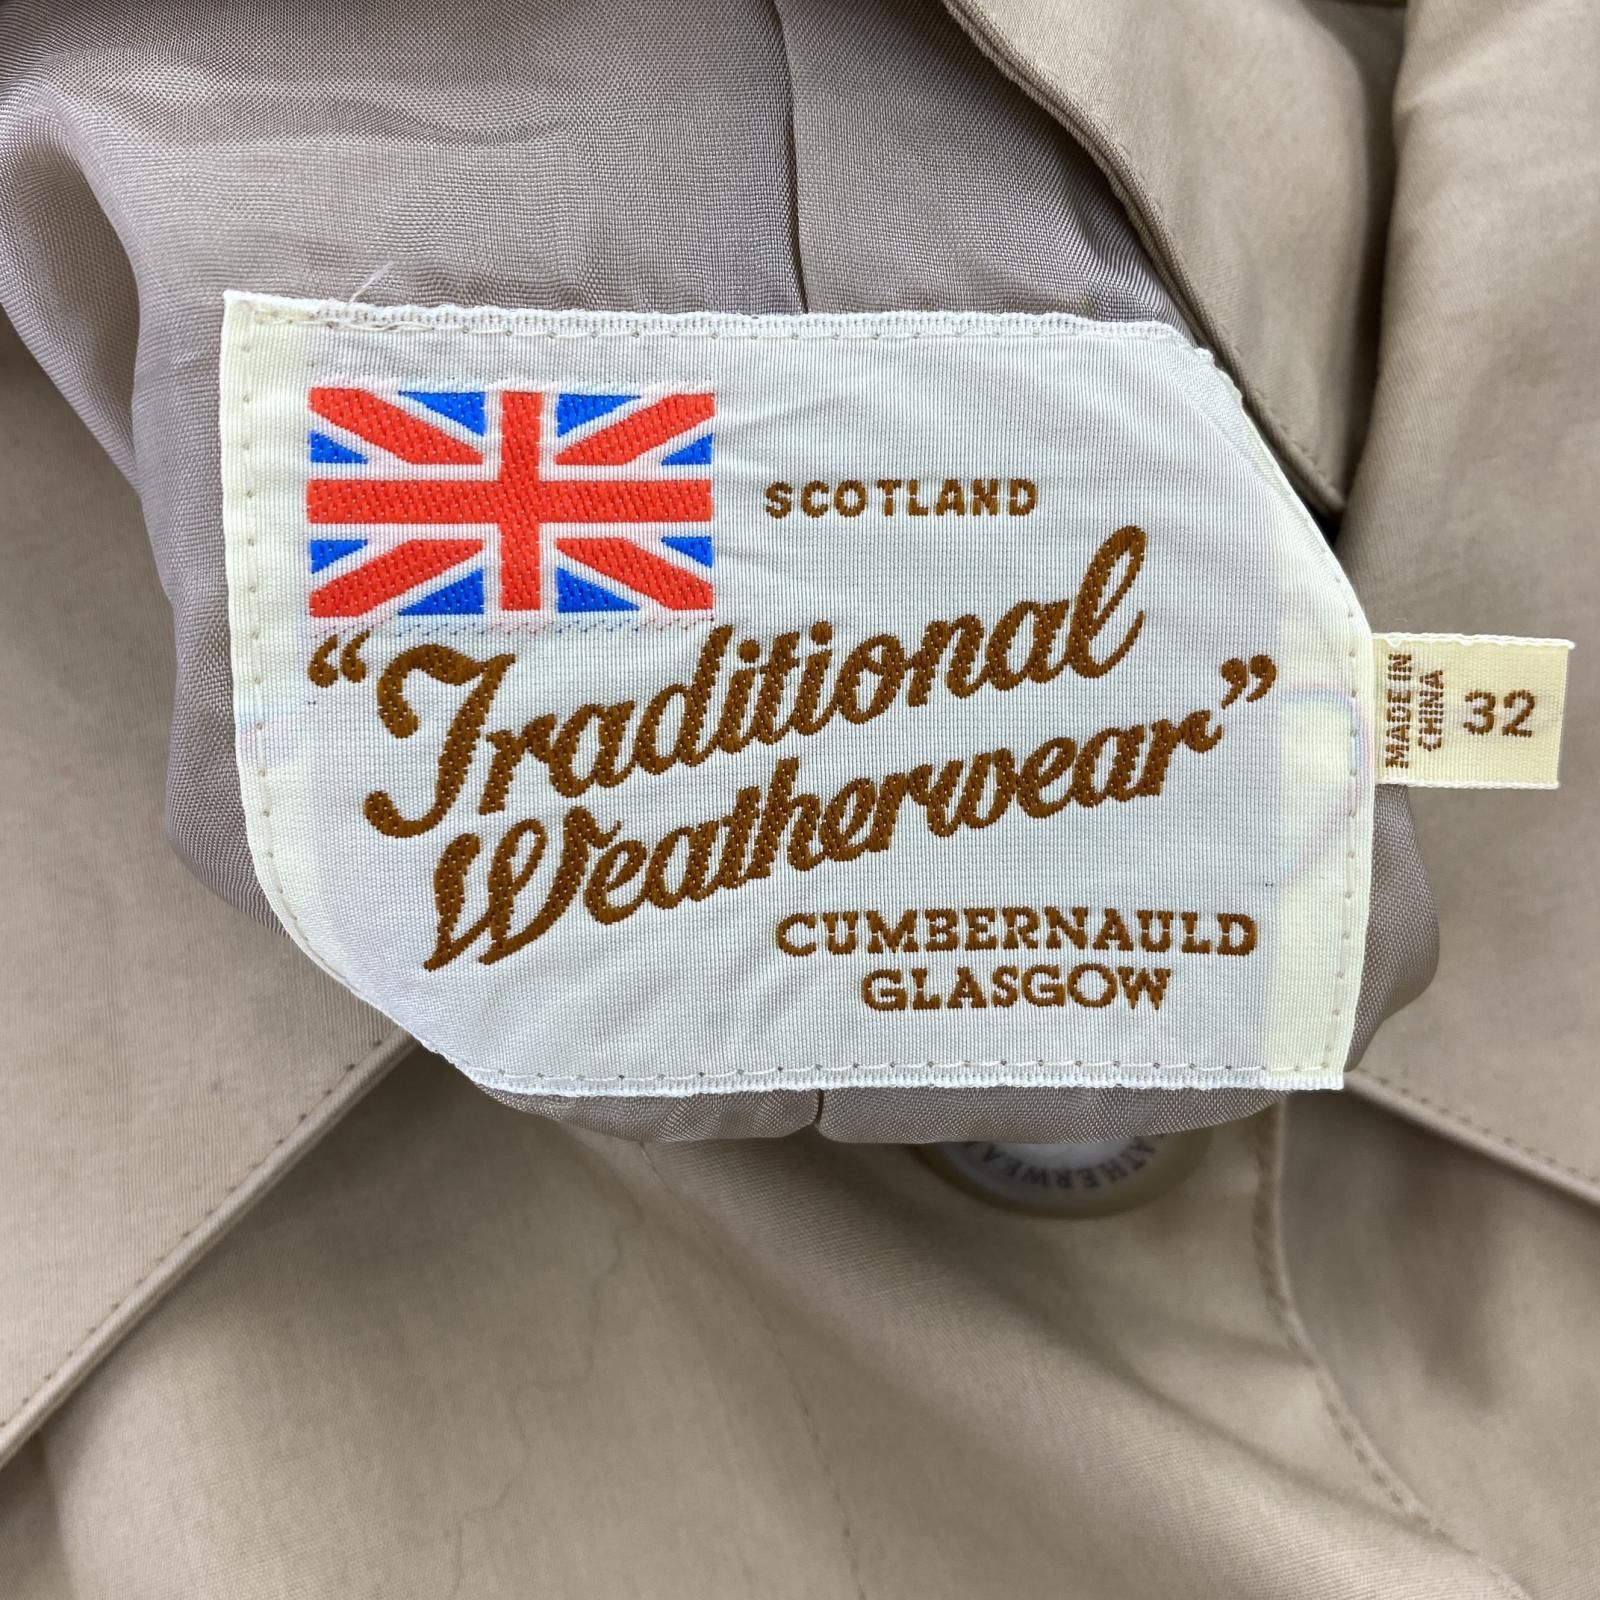 SCOTLAND
"Traditional
Weatherwear"
CUMBERNAULD
GLASGOW
MADE IN
CHINA
32